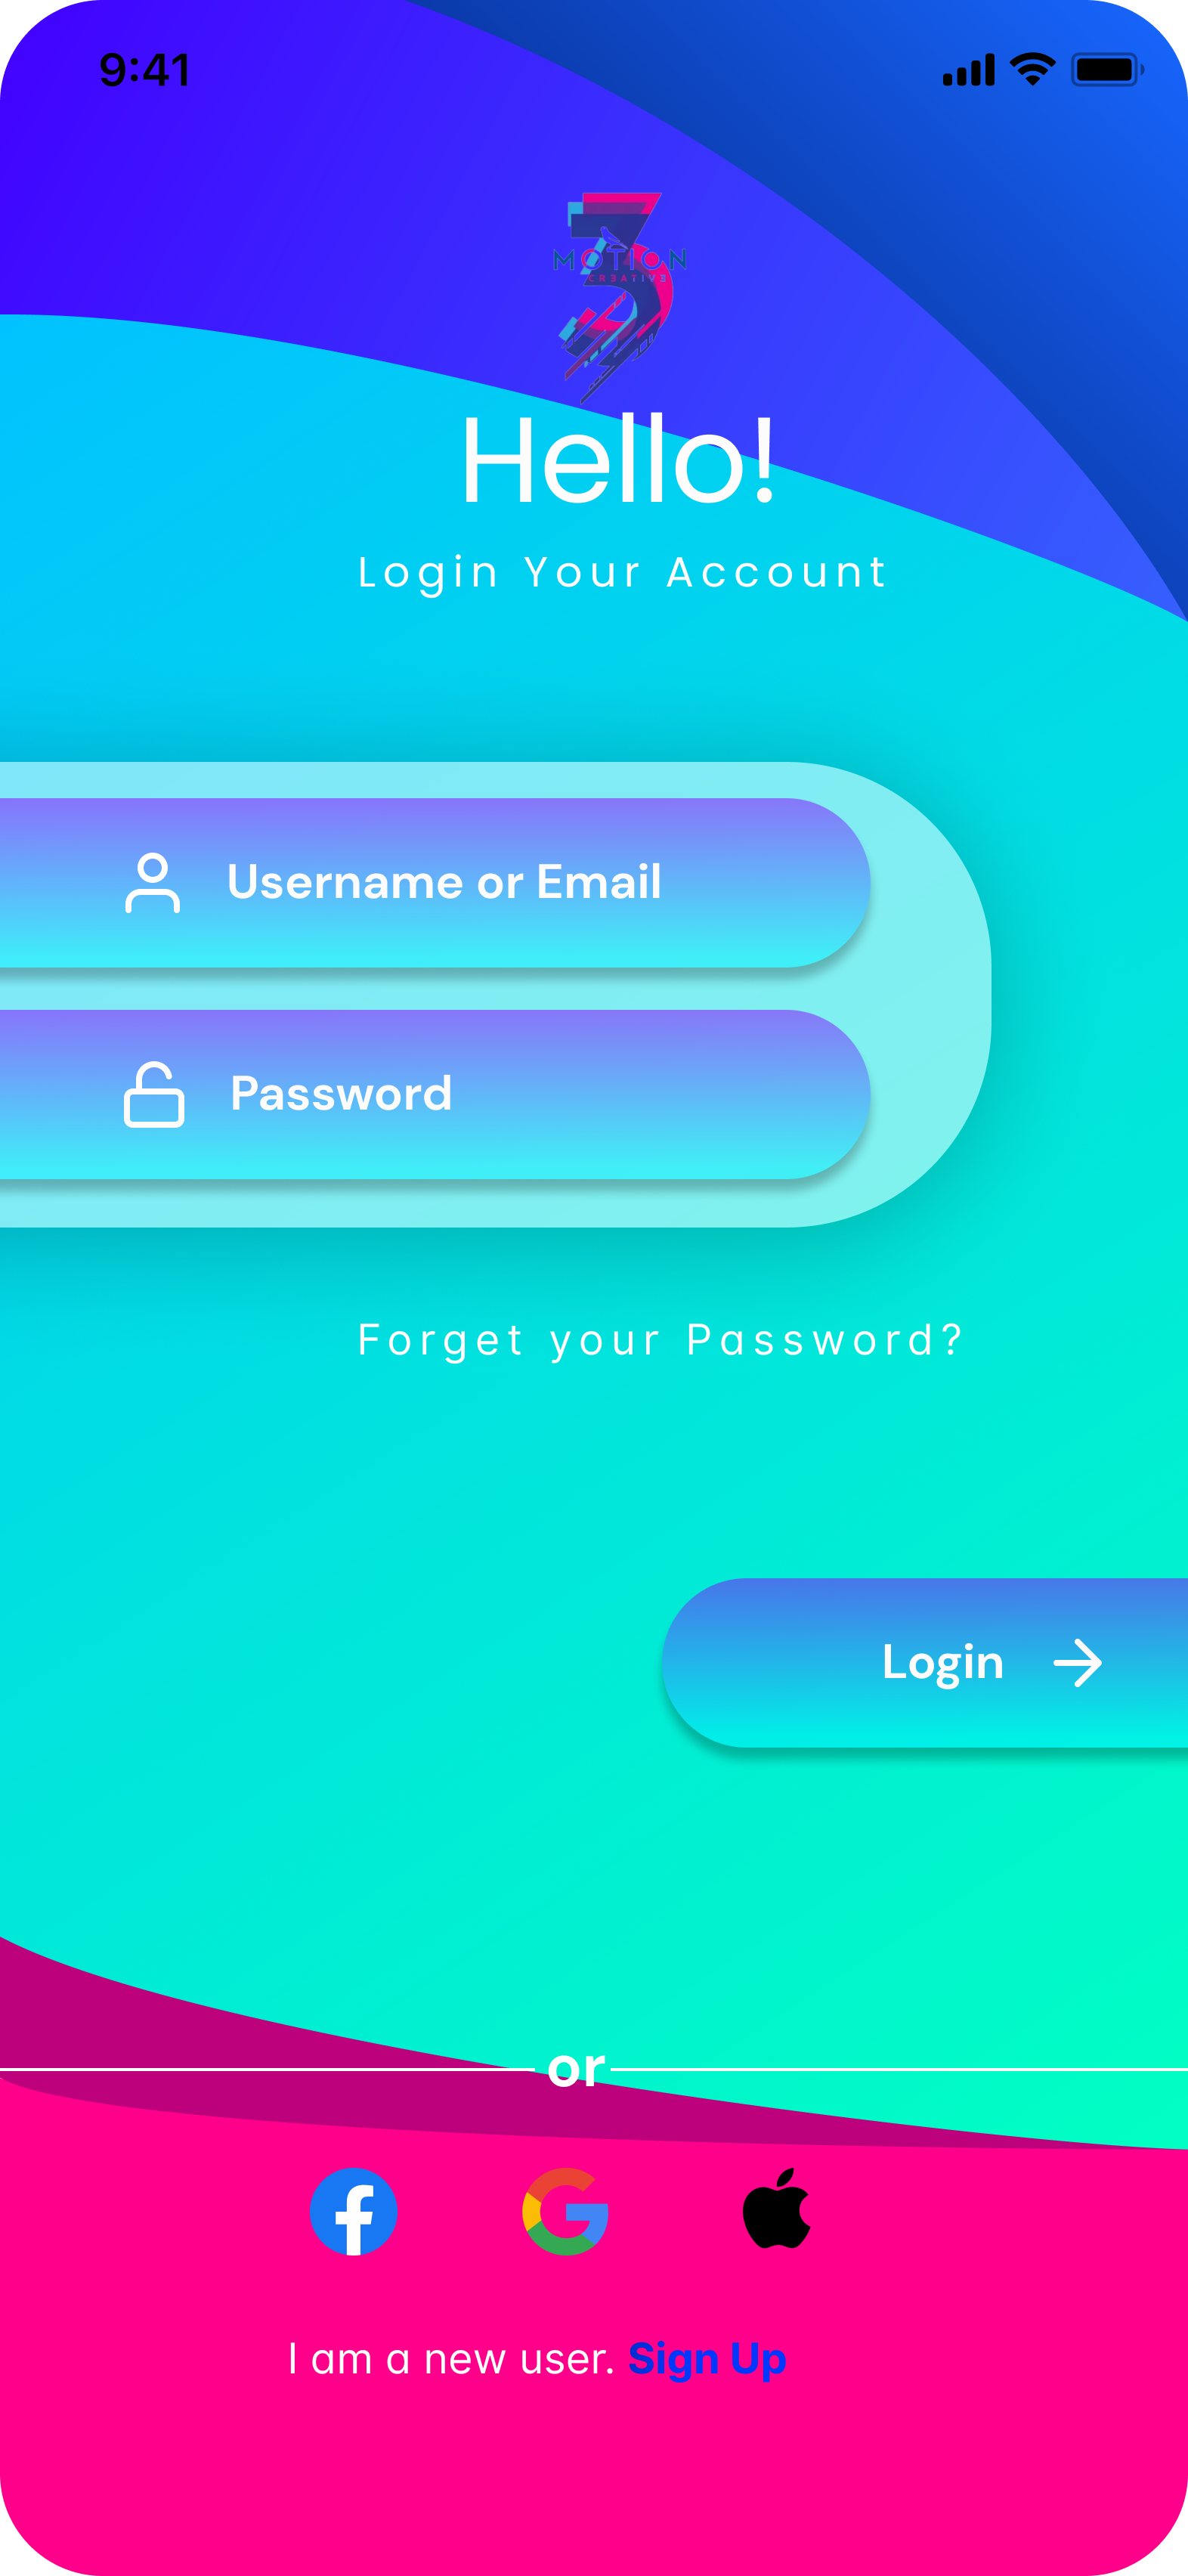 9:41
MOTION
CR3ATIV3
Hello!
Login Your Account
Username or Email
Password
Forget your Password?
Login
or
I am a new user. Sign Up